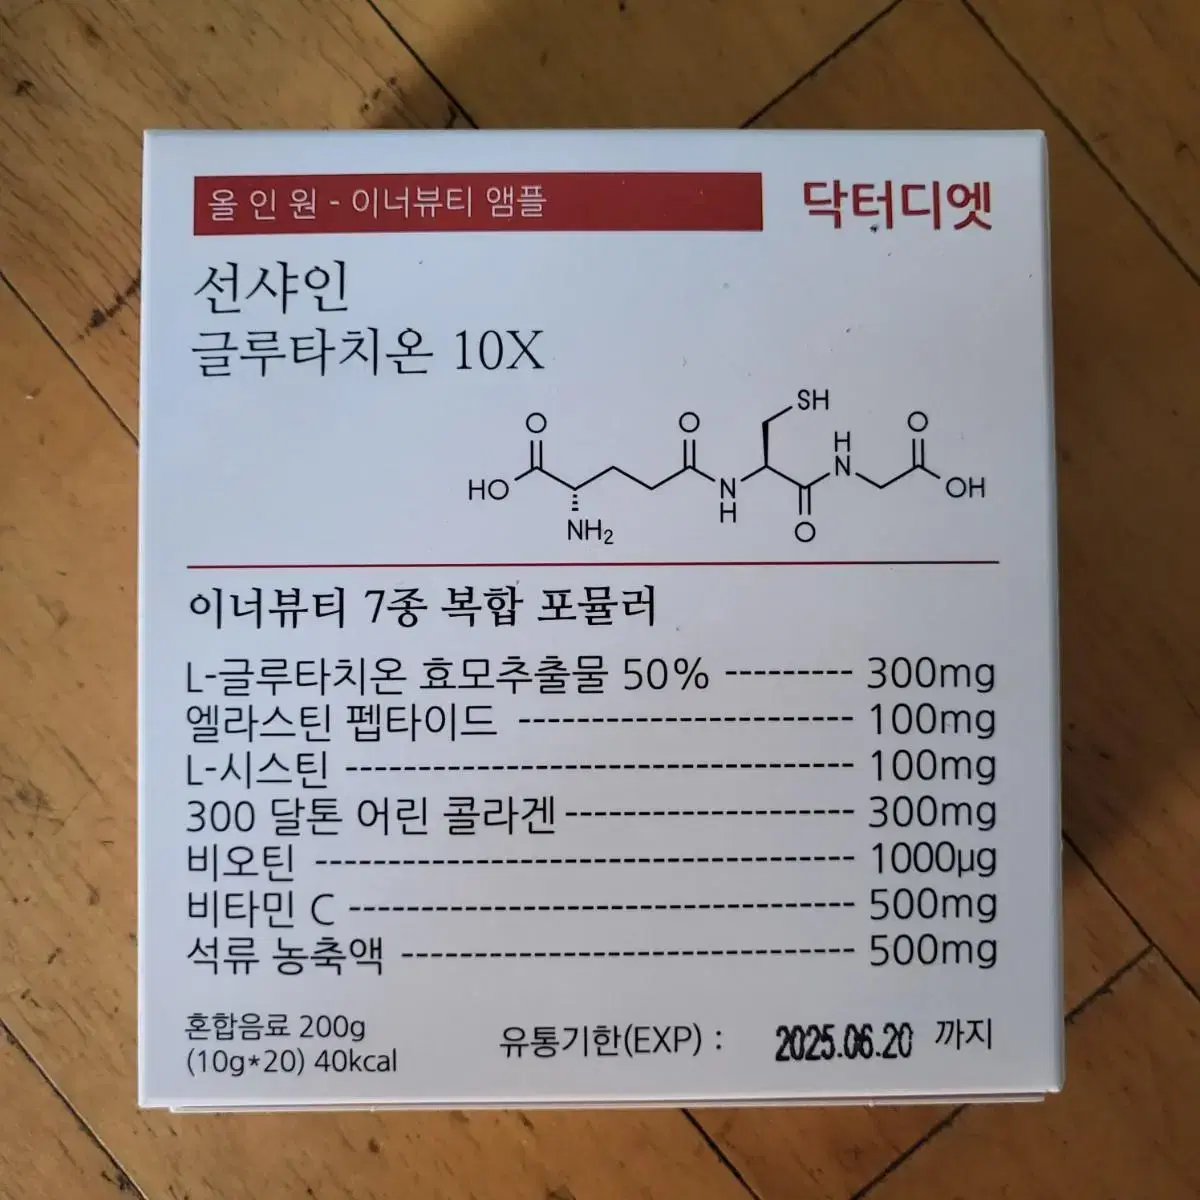 올인원 - 이너뷰티 앰플
닥터디엣
선샤인
글루타치온 10X
SH
O
O
H
N
O
HO
N
H
OH
NH₂
O
이너뷰티 7종 복합 포뮬러
L-글루타치온 효모추출물 50% --------- 300mg
엘라스틴 펩타이드 ----------------------- 100mg
L-시스틴 ----------------------------------- 100mg
300 달톤 어린 콜라겐-------------------- 300mg
비오틴 ------------------------------------- 1000μg
비타민 C ----------------------------------- 500mg
석류 농축액 ------------------------------- 500mg
혼합음료 200g
(10g*20) 40kcal
유통기한(EXP) : 2025.06.20 까지